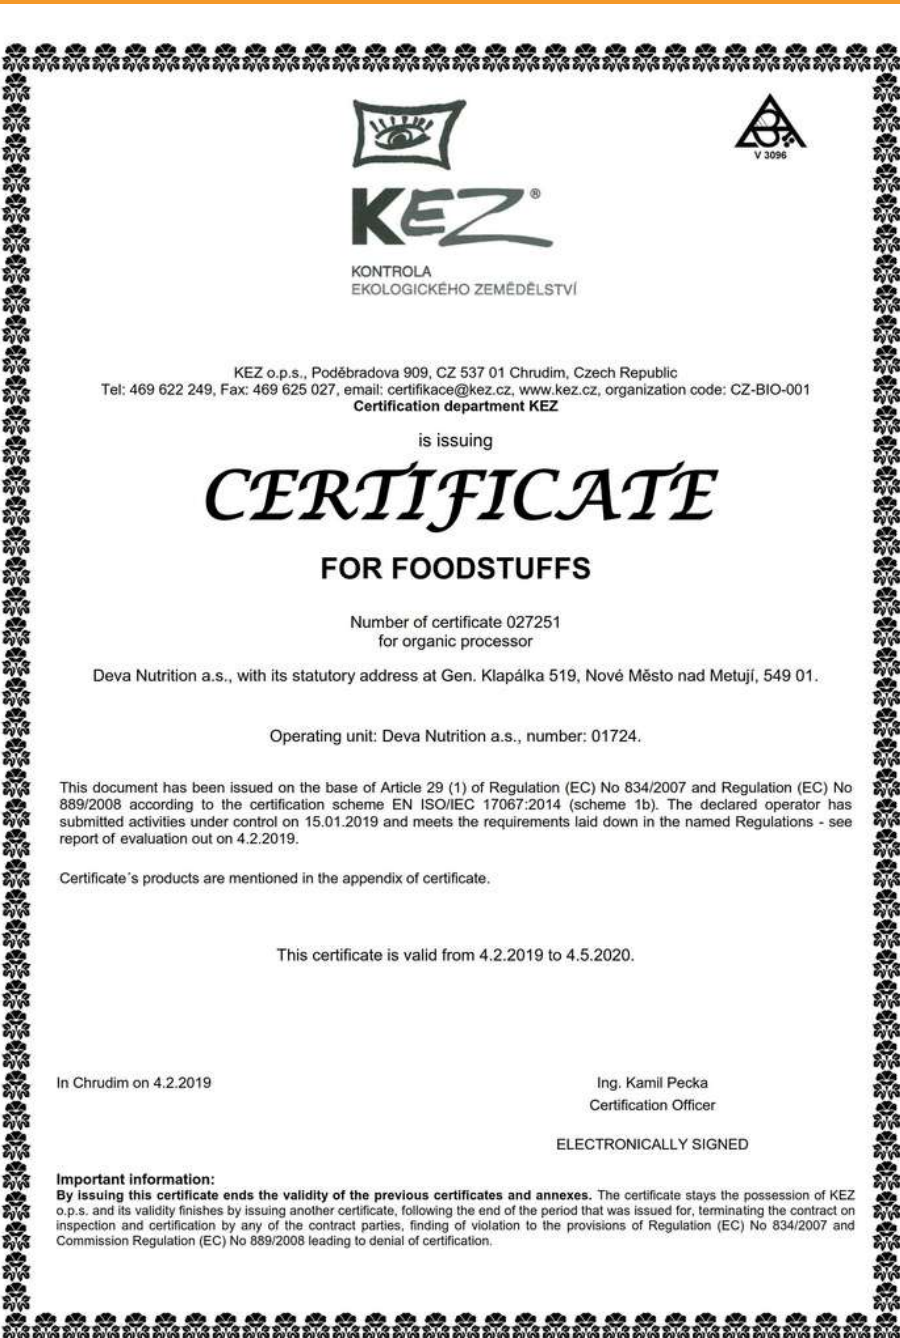 V 3096
KEZ®
KONTROLA
EKOLOGICKÉHO ZEMĚDĚLSTVÍ
KEZ o.p.s., Poděbradova 909, CZ 537 01 Chrudim, Czech Republic
Tel: 469 622 249, Fax: 469 625 027, email: certifikace@kez.cz, www.kez.cz, organization code: CZ-BIO-001
Certification department KEZ
is issuing
CERTIFICATE
FOR FOODSTUFFS
Number of certificate 027251
for organic processor
Deva Nutrition a.s., with its statutory address at Gen. Klapálka 519, Nové Město nad Metují, 549 01.
Operating unit: Deva Nutrition a.s., number: 01724.
This document has been issued on the base of Article 29 (1) of Regulation (EC) No 834/2007 and Regulation (EC) No
889/2008 according to the certification scheme EN ISO/IEC 17067:2014 (scheme 1b). The declared operator has
submitted activities under control on 15.01.2019 and meets the requirements laid down in the named Regulations - see
report of evaluation out on 4.2.2019.
Certificate´s products are mentioned in the appendix of certificate.
This certificate is valid from 4.2.2019 to 4.5.2020.
In Chrudim on 4.2.2019
Ing. Kamil Pecka
Certification Officer
ELECTRONICALLY SIGNED
Important information:
By issuing this certificate ends the validity of the previous certificates and annexes. The certificate stays the possession of KEZ
o.p.s. and its validity finishes by issuing another certificate, following the end of the period that was issued for, terminating the contract on
inspection and certification by any of the contract parties, finding of violation to the provisions of Regulation (EC) No 834/2007 and
Commission Regulation (EC) No 889/2008 leading to denial of certification.